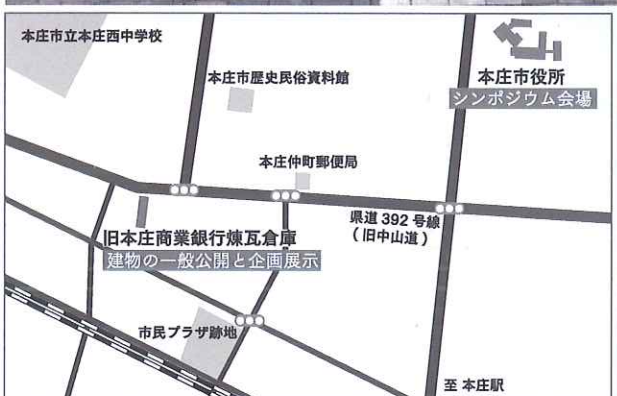 本庄市立本庄西中学校
本庄市歴史民俗資料館
本庄市役所
シンポジウム会場
本庄仲町郵便局
県道 392 号線
( 旧中山道 )
旧本庄商業銀行煉瓦倉庫
建物の一般公開と企画展示
市民プラザ跡地
至 本庄駅